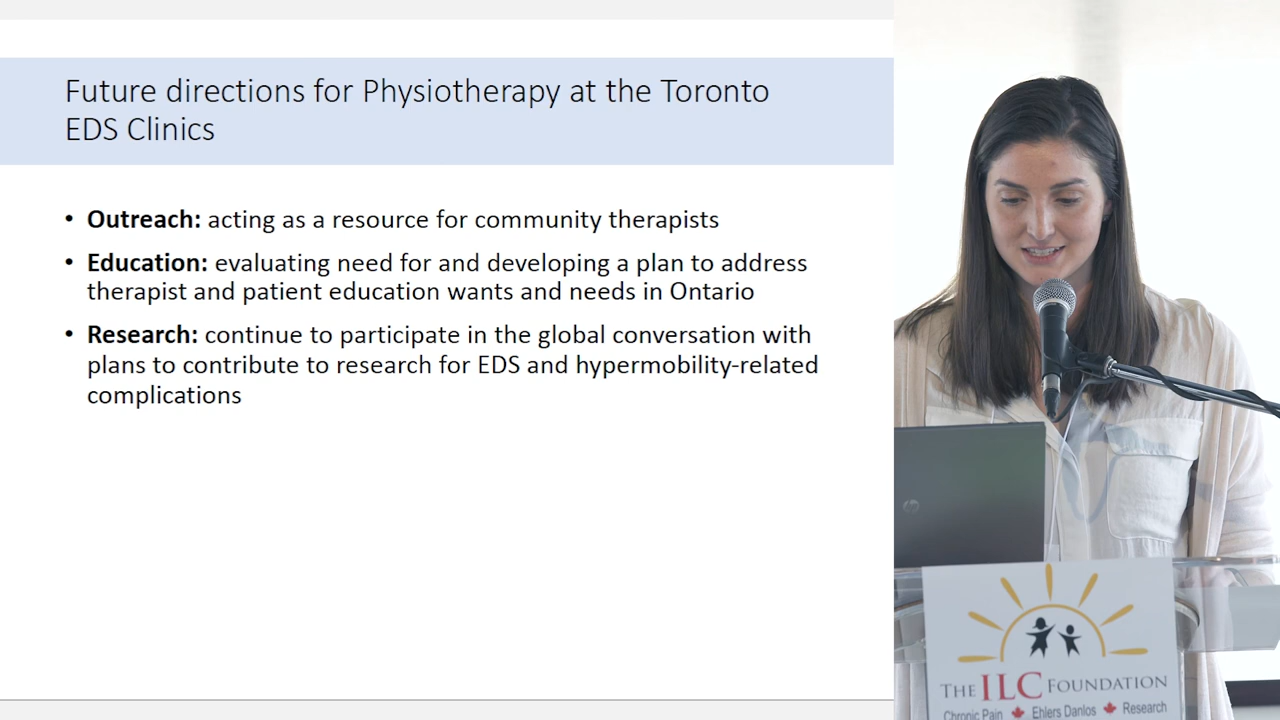 Future directions for Physiotherapy at the Toronto
EDS Clinics
• Outreach: acting as a resource for community therapists
• Education: evaluating need for and developing a plan to address
therapist and patient education wants and needs in Ontario
• Research: continue to participate in the global conversation with
plans to contribute to research for EDS and hypermobility-related
complications
hp
THE ILC FOUNDATION
Chronic Pain Ehlers Danlos Research